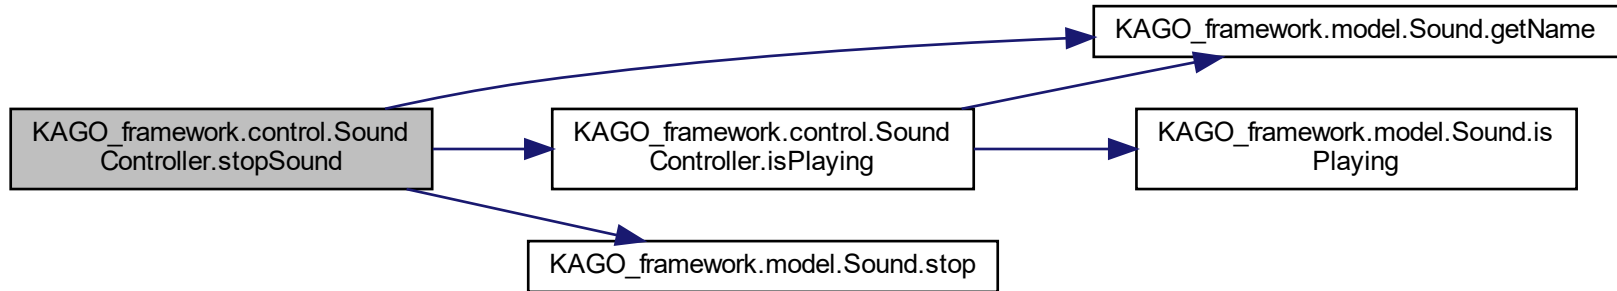 KAGO_framework.model.Sound.getName
KAGO_framework.control.Sound
Controller.stopSound
KAGO_framework.control.Sound
Controller.isPlaying
KAGO_framework.model.Sound.is
Playing
KAGO_framework.model.Sound.stop